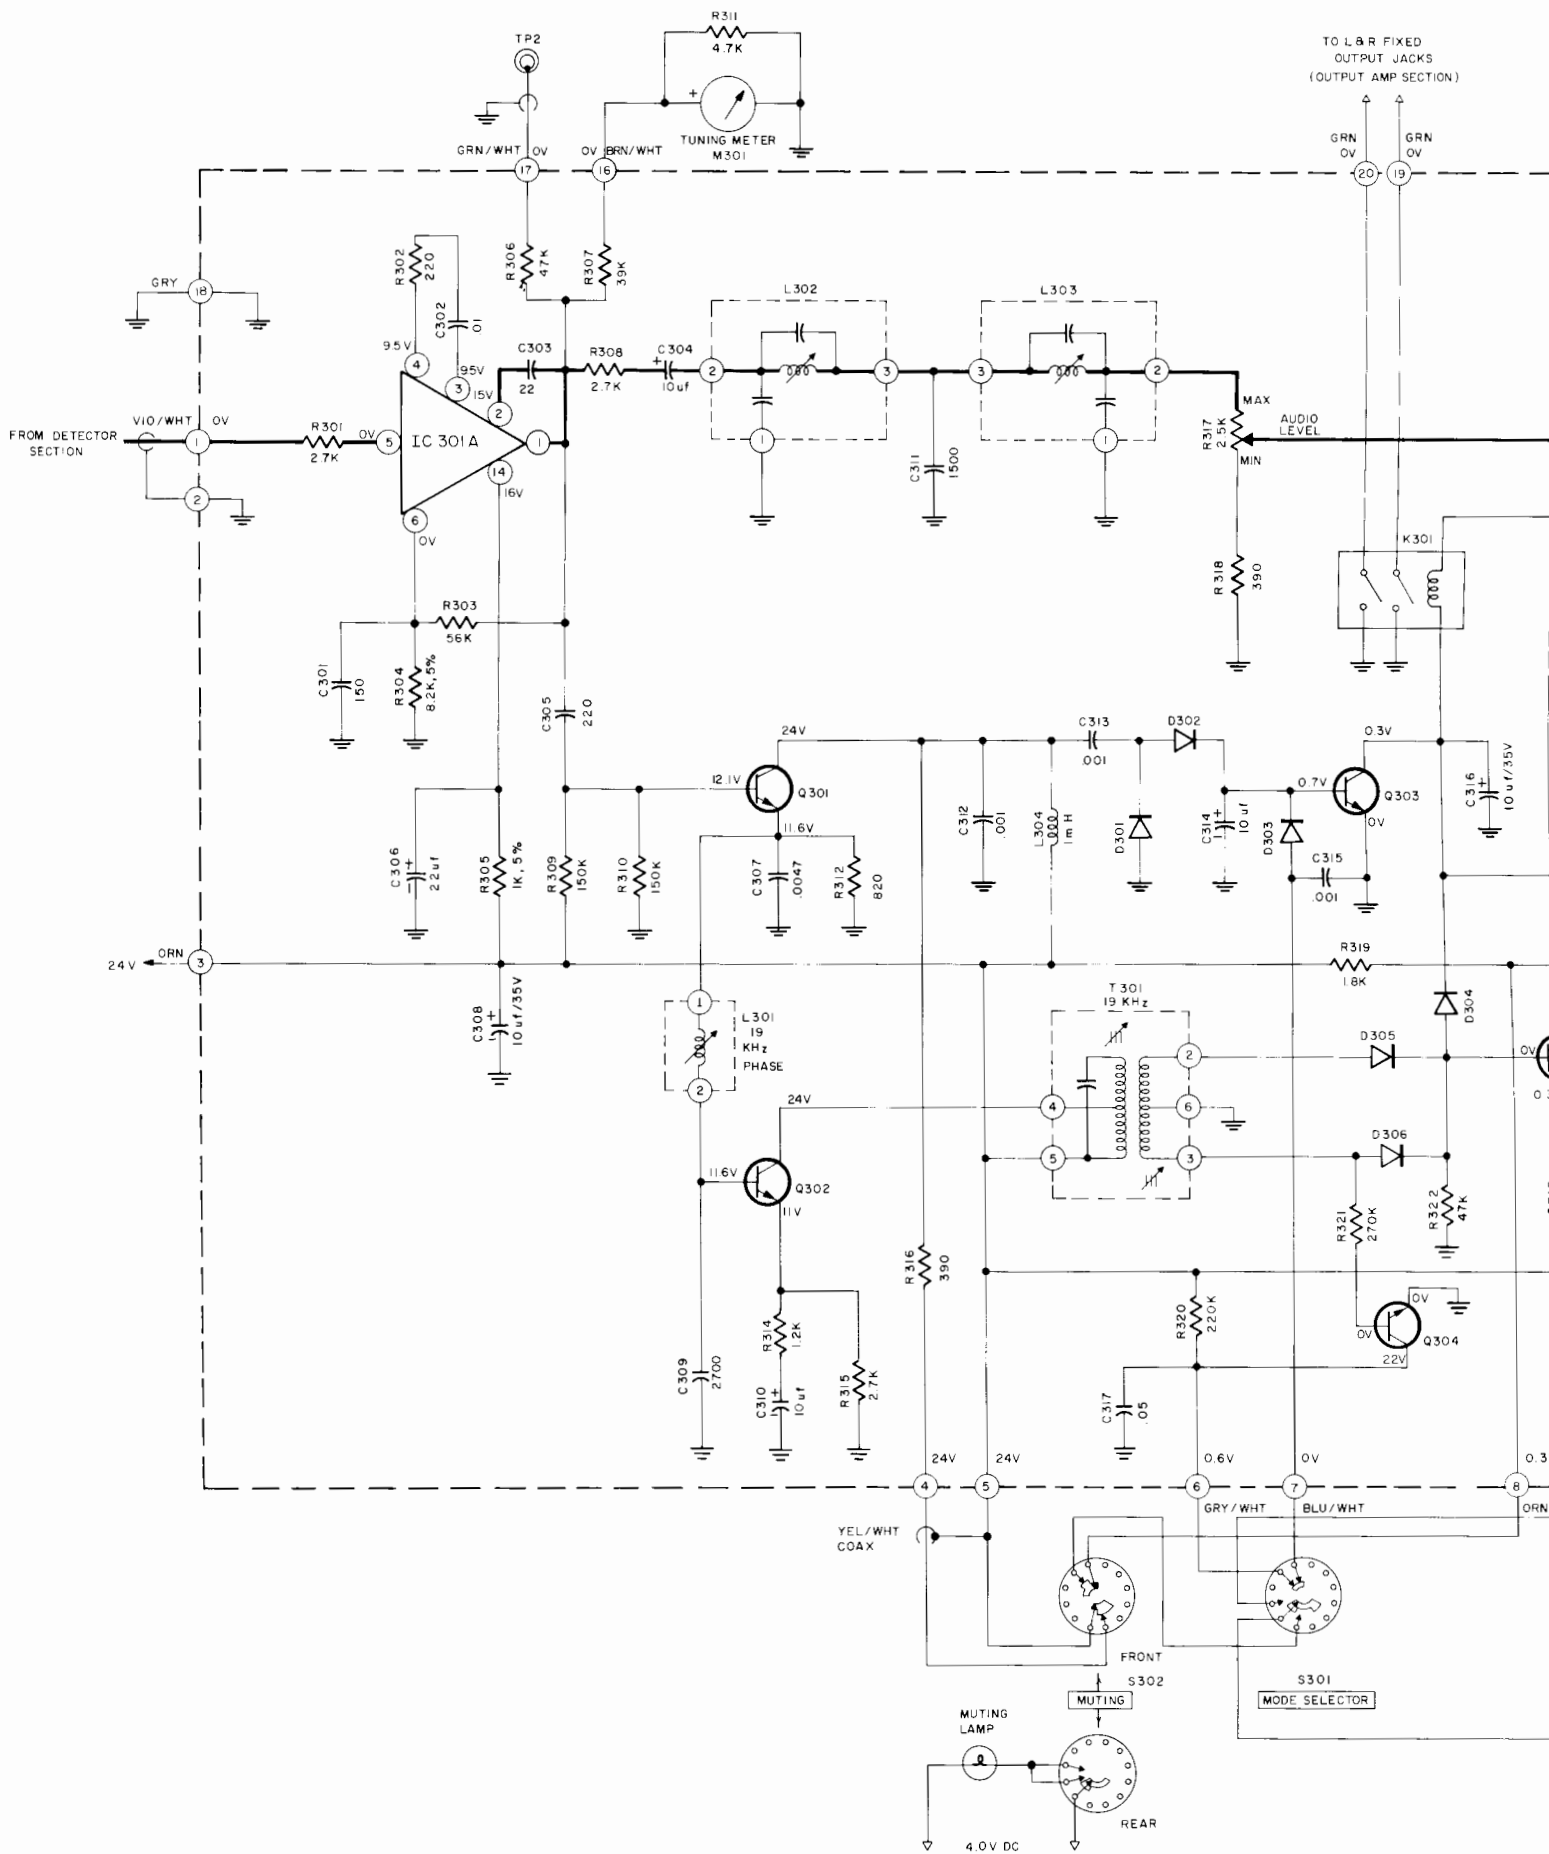 R311
4.7K
TP2
TO L & R FIXED
OUTPUT JACKS
(OUTPUT AMP SECTION)
+
TUNING METER
M301
GRN/WHT
0V
0V
BRN/WHT
GRN
0V
GRN
0V
17
16
20
19
R302
220
R306
47K
R307
39K
GRY
18
C302
.01
L302
L303
9.5V
4
C303
22
R308
2.7K
C304
+
10uf
2
3
3
2
3
9.5V
15V
2
VIO/WHT
0V
FROM DETECTOR
SECTION
1
R301
2.7K
0V
5
IC 301A
1
1
1
MAX
R317
2.5K
AUDIO
LEVEL
MIN
14
16V
C311
1500
2
6
0V
K301
R318
390
R303
56K
C301
150
R304
8.2K, 5%
C305
220
24V
C313
.001
D302
0.3V
12.1V
Q301
0.7V
Q303
C316
+
10uf/35V
11.6V
C312
.001
L304
1mH
D301
C314
+
10uf
D303
0V
C306
+
22uf
R305
1K, 5%
R309
150K
R310
150K
C307
.0047
R312
820
C315
.001
24V
ORN
3
R319
1.8K
C308
+
10uf/35V
1
L301
19
KHz
PHASE
2
T301
19 KHz
D304
2
D305
0V
24V
4
6
D306
5
3
11.6V
Q302
11V
R321
270K
R322
47K
R316
390
R320
220K
0V
0V
Q304
22V
R314
1.2K
C309
2700
C310
+
10uf
R315
2.7K
C317
.05
24V
24V
0.6V
0V
0.3
4
5
6
7
8
GRY/WHT
BLU/WHT
ORN
YEL/WHT
COAX
FRONT
S302
MUTING
S301
MODE SELECTOR
MUTING
LAMP
REAR
4.0V DC